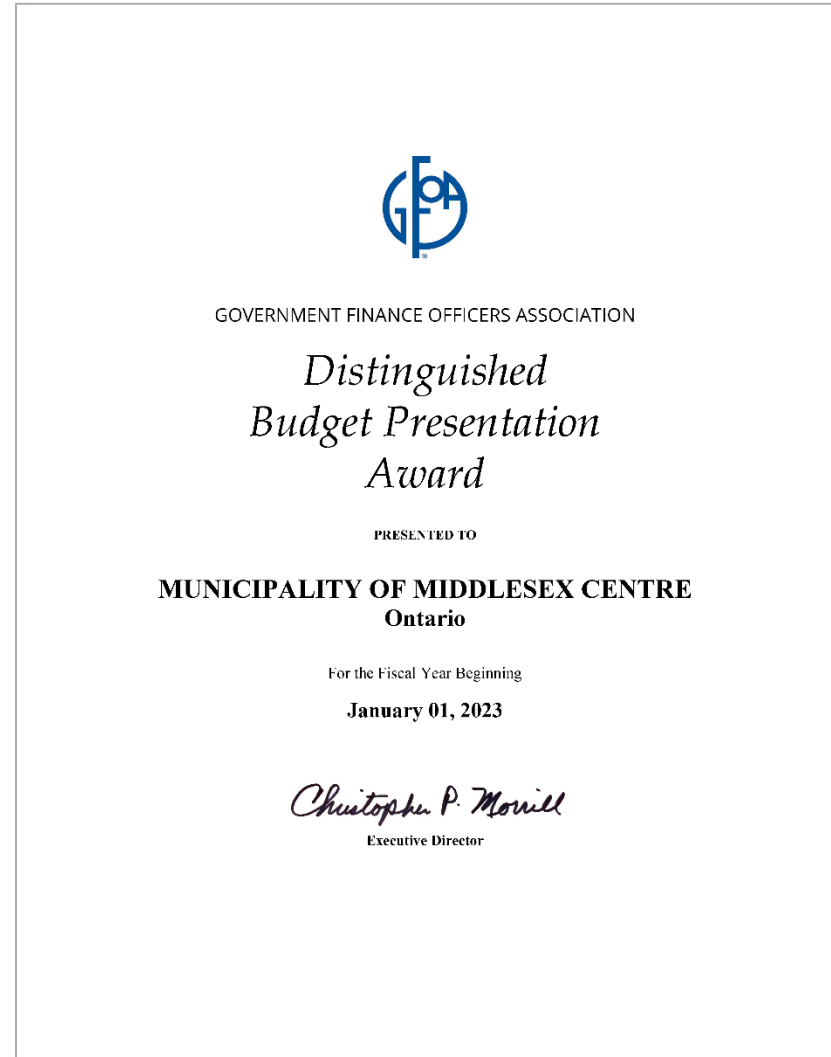 GFOA
®
GOVERNMENT FINANCE OFFICERS ASSOCIATION
Distinguished
Budget Presentation
Award
PRESENTED TO
MUNICIPALITY OF MIDDLESEX CENTRE
Ontario
For the Fiscal Year Beginning
January 01, 2023
Christopher P. Morrill
Executive Director